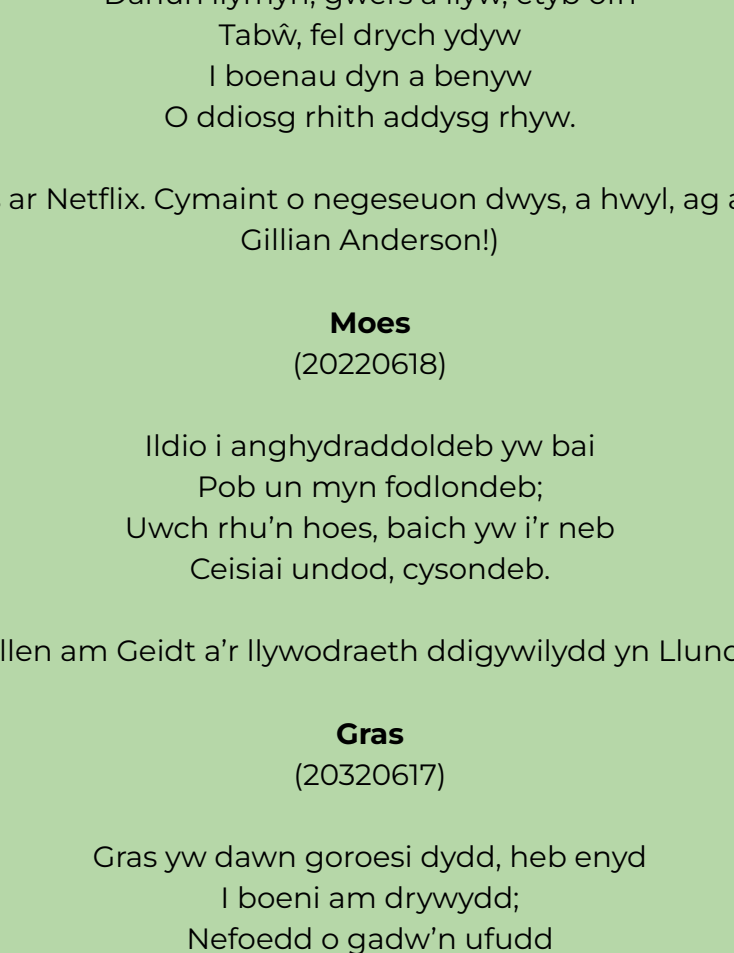 Tabŵ, fel drych ydyw
I boenau dyn a benyw
O ddiosg rhith addysg rhyw.
ar Netflix. Cymaint o negeseuon dwys, a hwyl, ag
Gillian Anderson!)
Moes
(20220618)
Ildio i anghydraddoldeb yw bai
Pob un myn fodlondeb;
Uwch rhu’n hoes, baich yw i’r neb
Ceisiai undod, cysondeb.
llen am Geidt a’r llywodraeth ddigywilydd yn
Gras
(20320617)
Gras yw dawn goroesi dydd, heb enyd
I boeni am drywydd;
Nefoedd o gadw’n ufudd